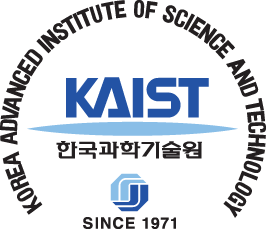 KOREA ADVANCED INSTITUTE OF SCIENCE AND TECHNOLOGY
KAIST
한국과학기술원
SINCE 1971